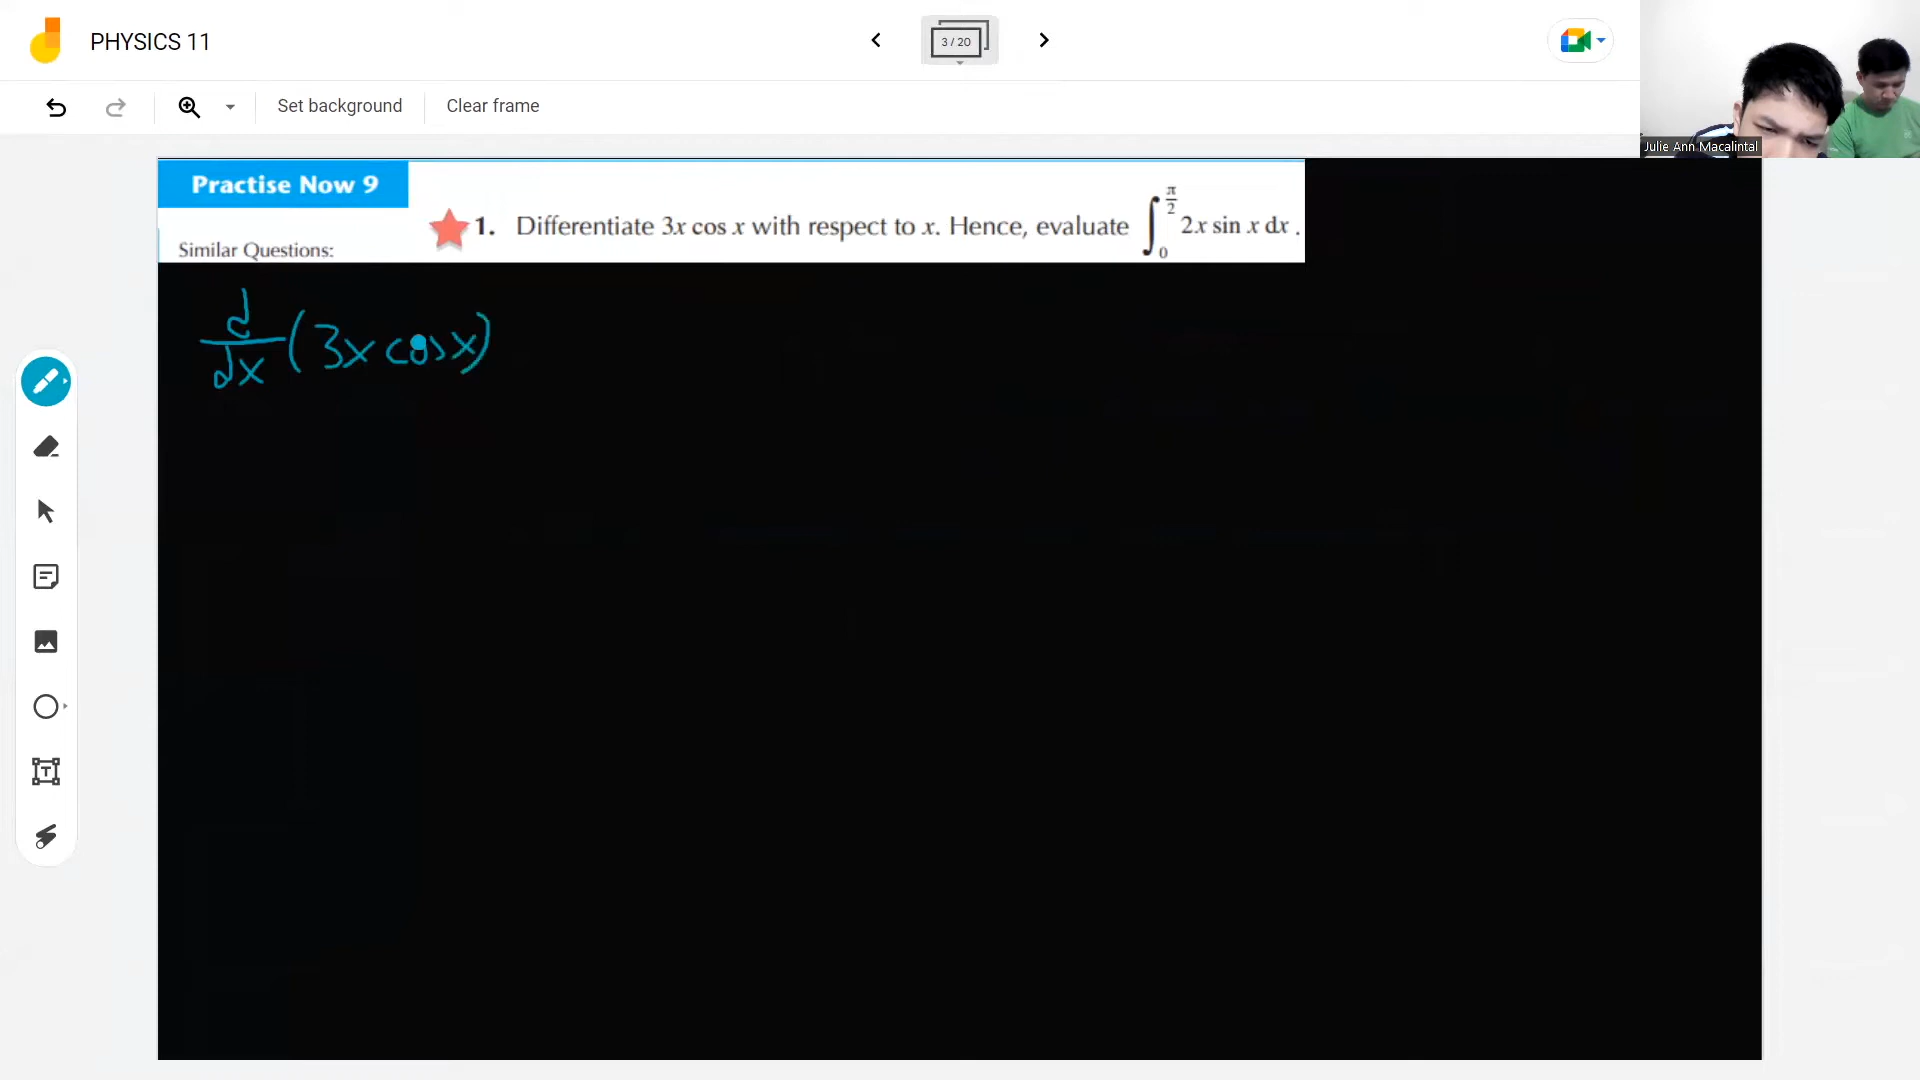 PHYSICS 11
3 / 20
Set background
Clear frame
Julie Ann Macalintal
Practise Now 9
Similar Questions:
1. Differentiate 3x cos x with respect to x. Hence, evaluate ∫₀^(π/2) 2x sin x dx .
d/dx (3x cos x)